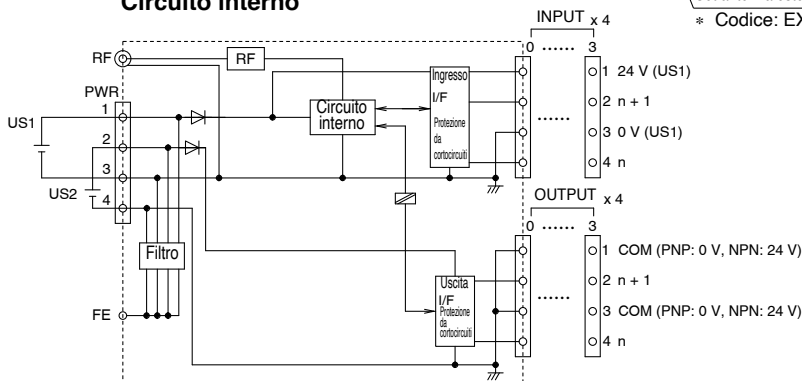 Circuito interno
* Codice: EX
INPUT x 4
0 ...... 3
RF
RF
PWR
1
2
3
4
US1
US2
Circuito
interno
Ingresso
I/F
Protezione
da
cortocircuiti
......
1 24 V (US1)
2 n + 1
3 0 V (US1)
4 n
OUTPUT x 4
0 ...... 3
Filtro
FE
Uscita
I/F
Protezione
da
cortocircuiti
......
1 COM (PNP: 0 V, NPN: 24 V)
2 n + 1
3 COM (PNP: 0 V, NPN: 24 V)
4 n